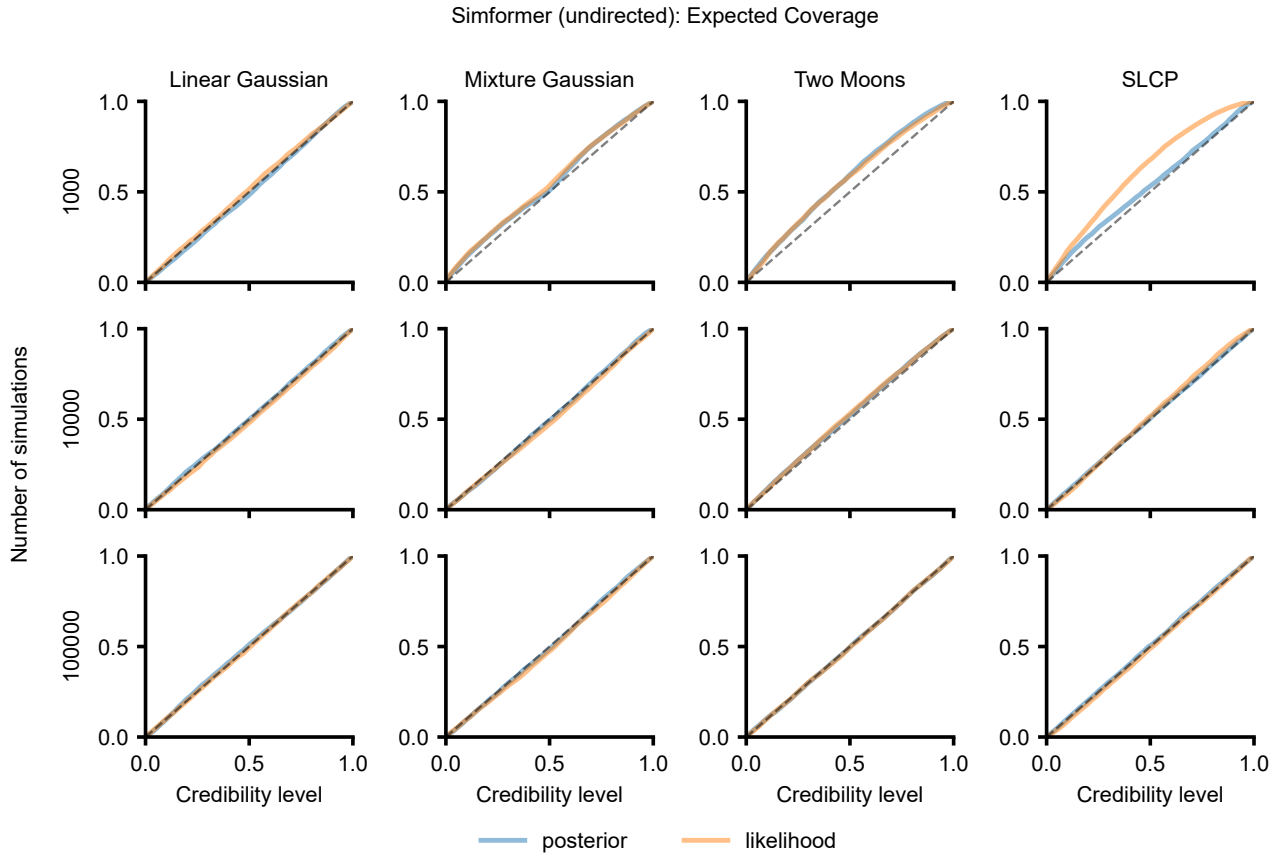 Simformer (undirected): Expected Coverage
Linear Gaussian
Mixture Gaussian
Two Moons
SLCP
Number of simulations
1000
1.0
0.5
0.0
1.0
0.5
0.0
1.0
0.5
0.0
1.0
0.5
0.0
10000
1.0
0.5
0.0
1.0
0.5
0.0
1.0
0.5
0.0
1.0
0.5
0.0
100000
1.0
0.5
0.0
1.0
0.5
0.0
1.0
0.5
0.0
1.0
0.5
0.0
0.0 0.5 1.0
0.0 0.5 1.0
0.0 0.5 1.0
0.0 0.5 1.0
Credibility level
Credibility level
Credibility level
Credibility level
posterior
likelihood